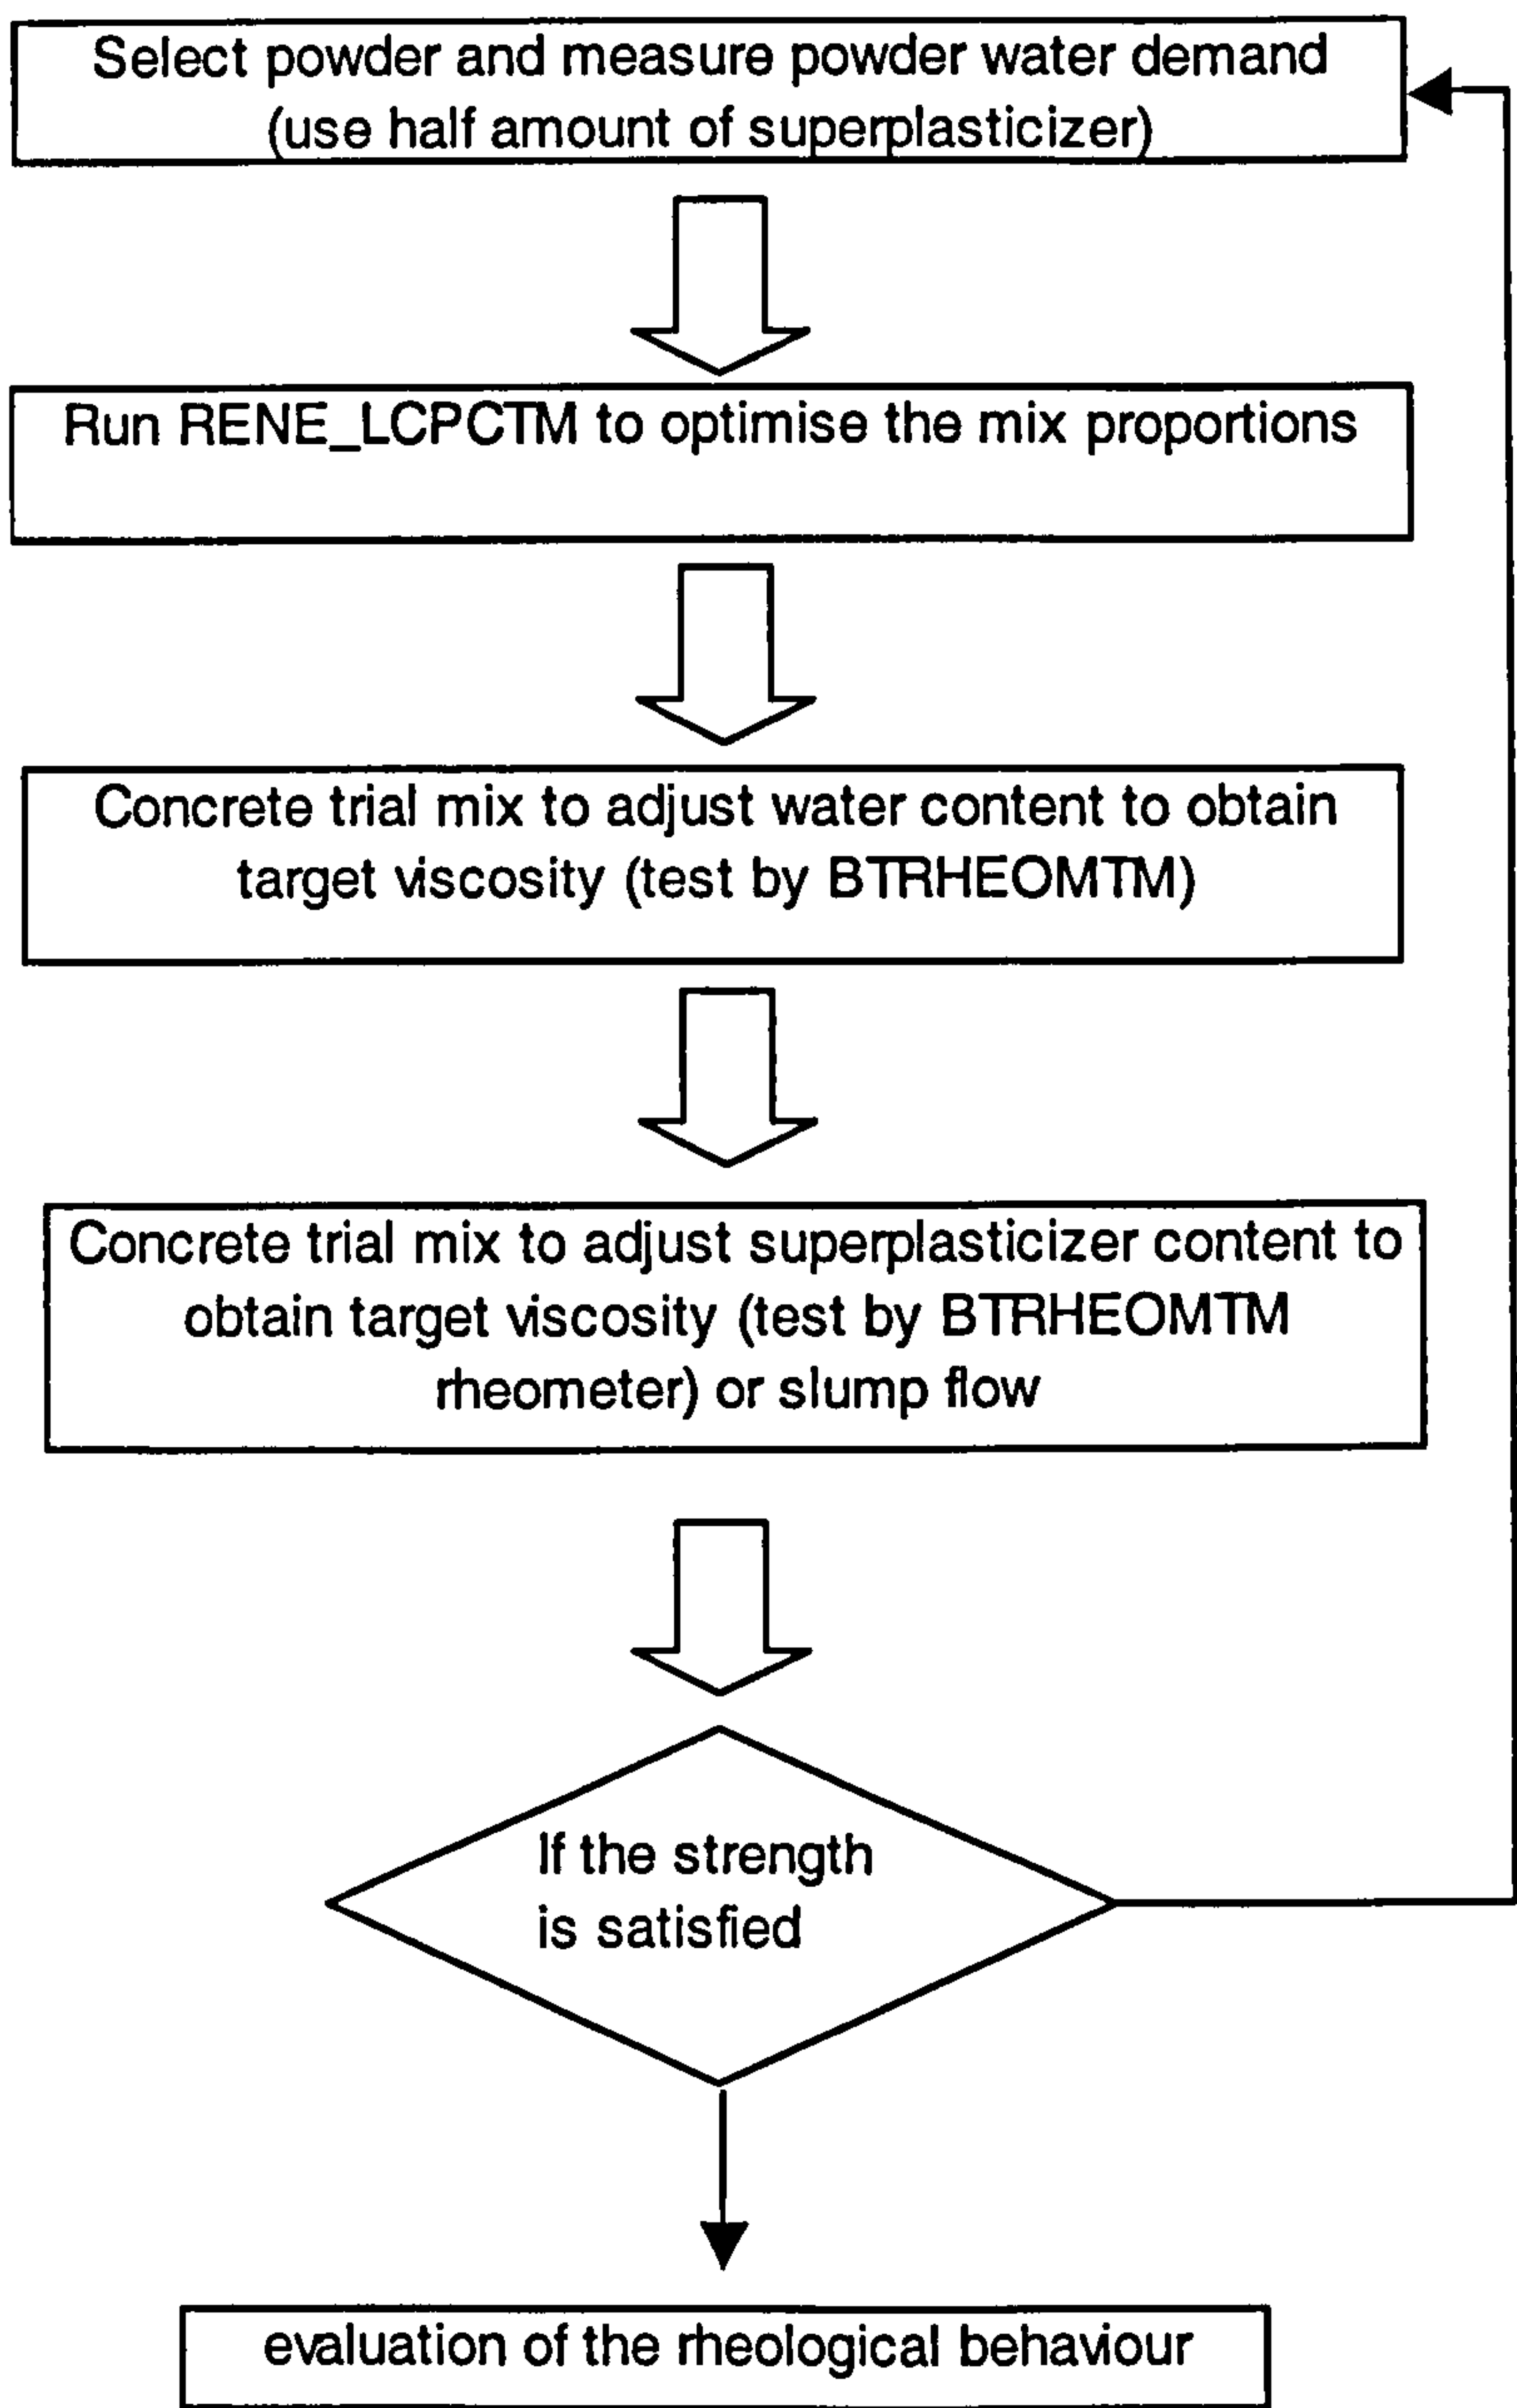 Select powder and measure powder water demand
(use half amount of superplasticizer)
Run RENE_LCPCTM to optimise the mix proportions
Concrete trial mix to adjust water content to obtain
target viscosity (test by BTRHEOMTM)
Concrete trial mix to adjust superplasticizer content to
obtain target viscosity (test by BTRHEOMTM
rheometer) or slump flow
If the strength
is satisfied
evaluation of the rheological behaviour